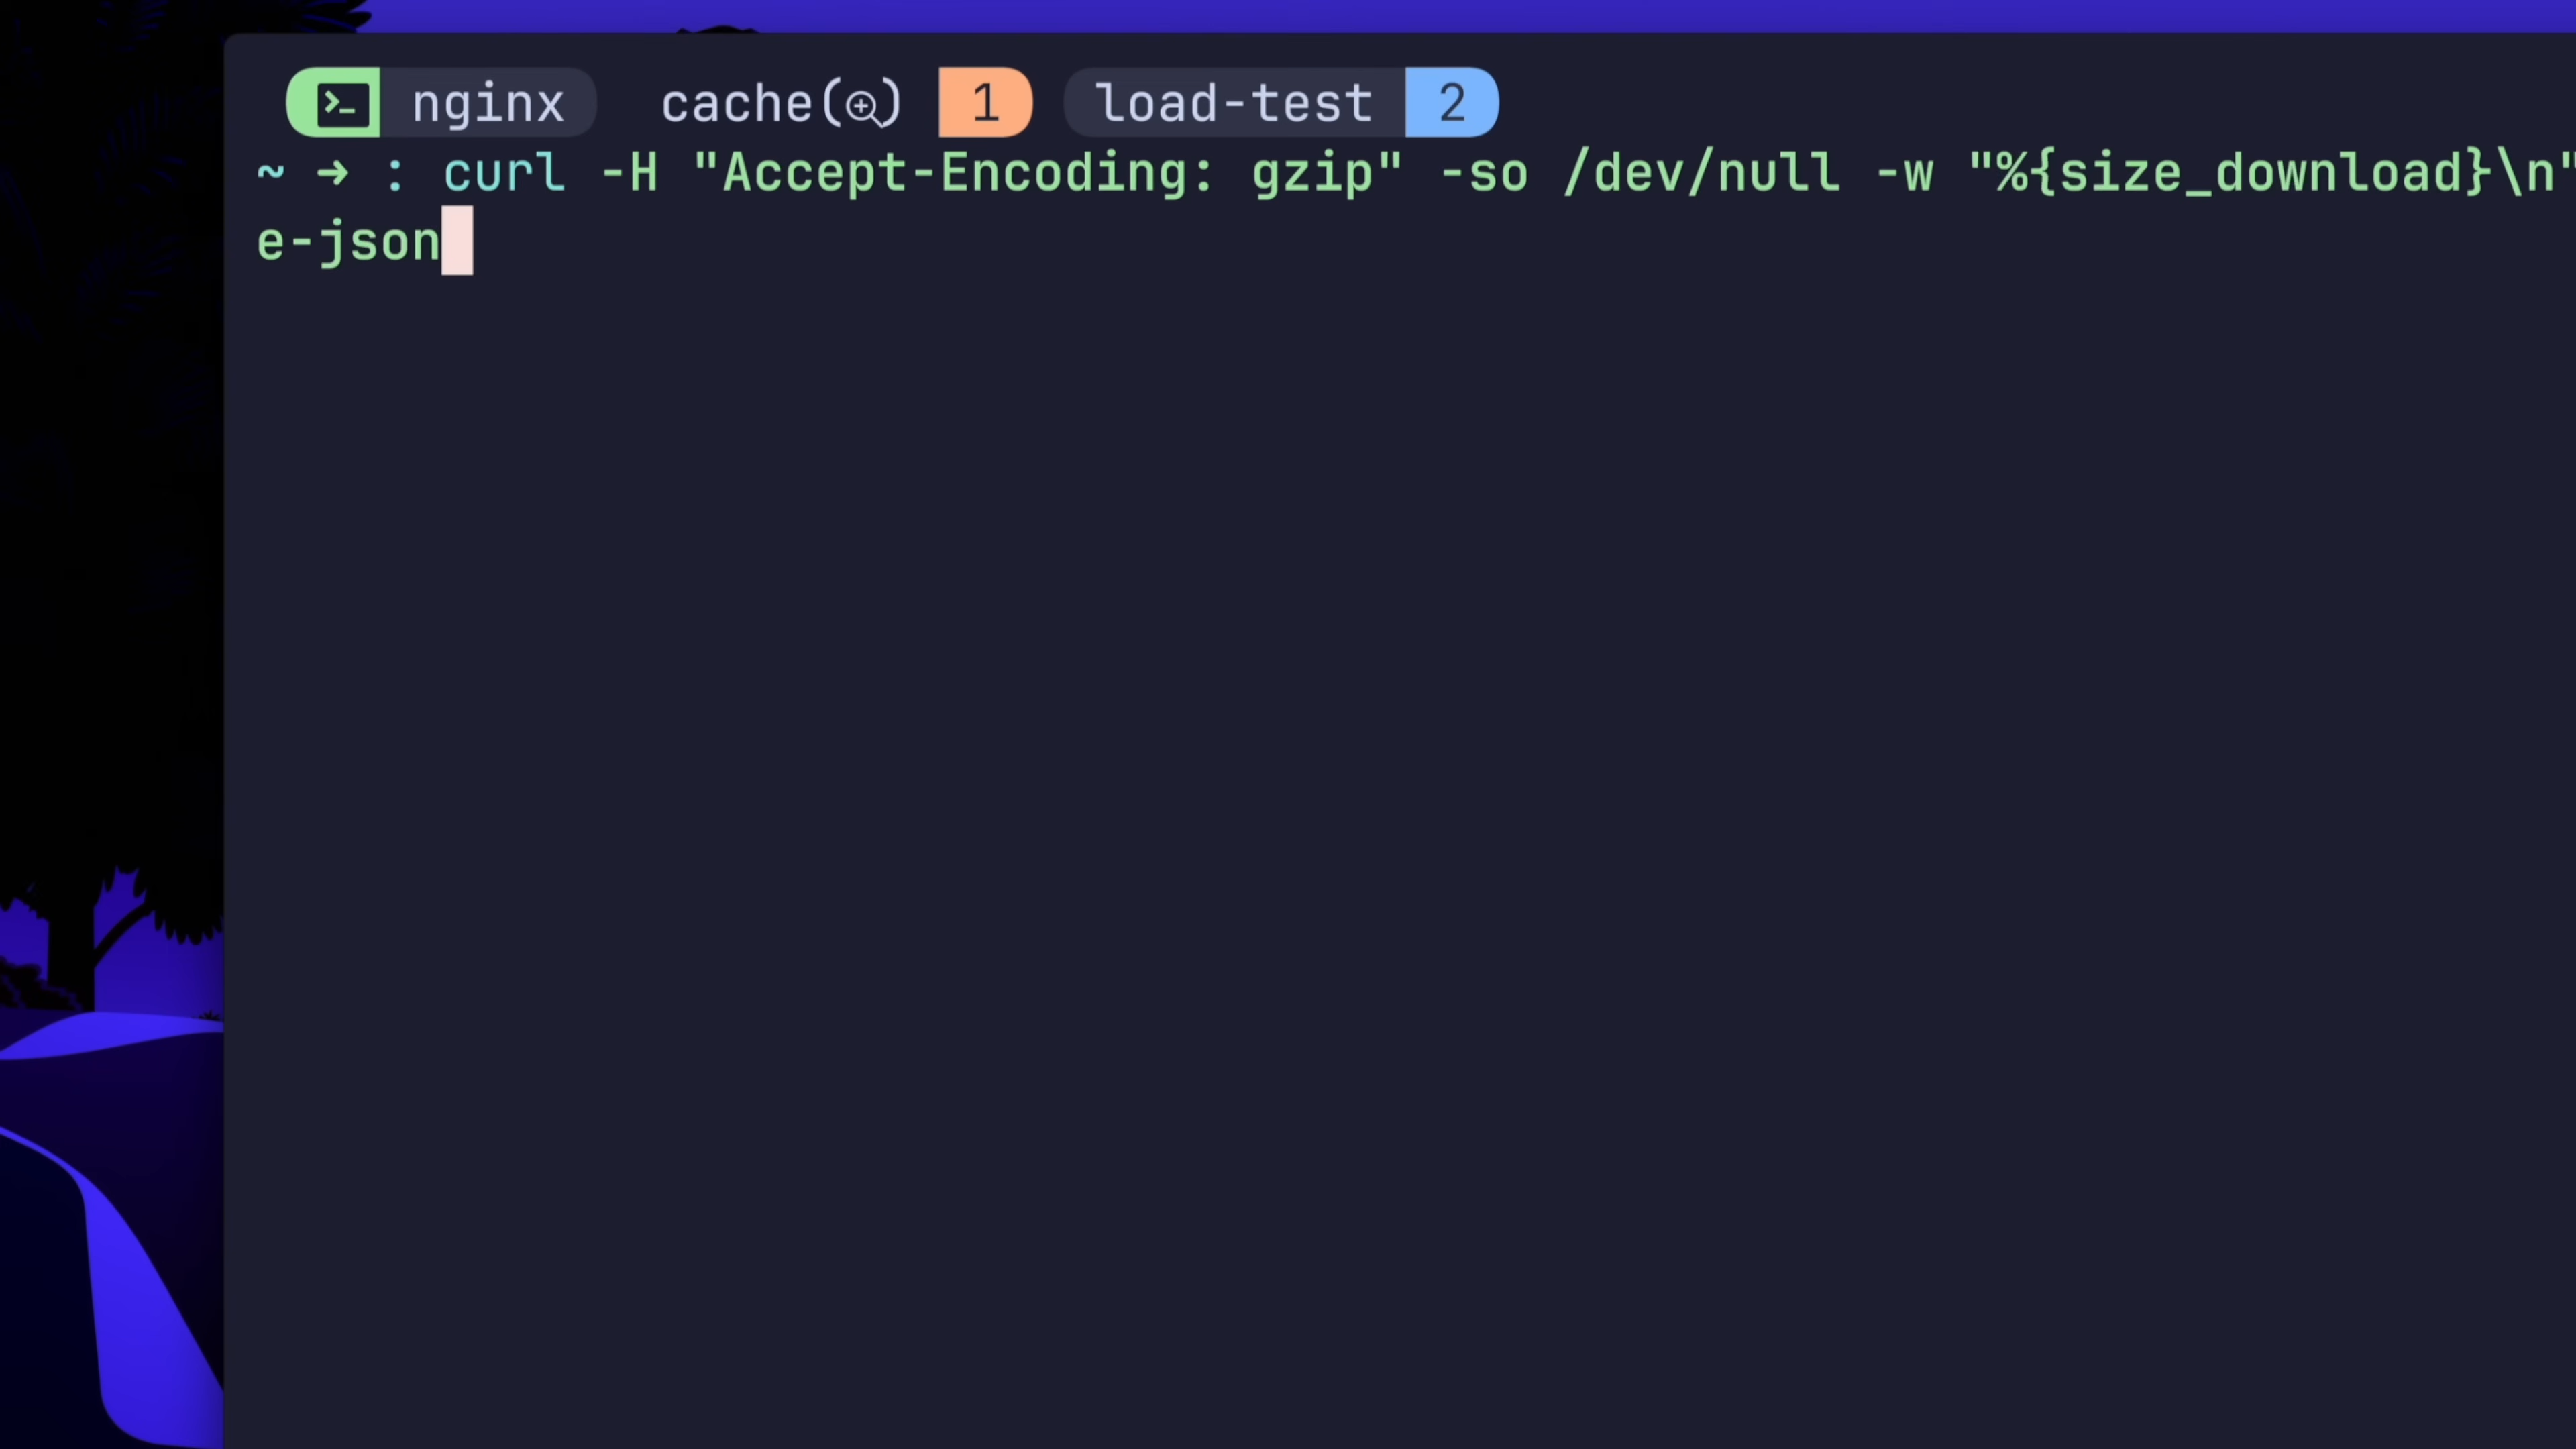 nginx cache() 1 load-test 2
~ → : curl -H "Accept-Encoding: gzip" -so /dev/null -w "%{size_download}\n"
e-json